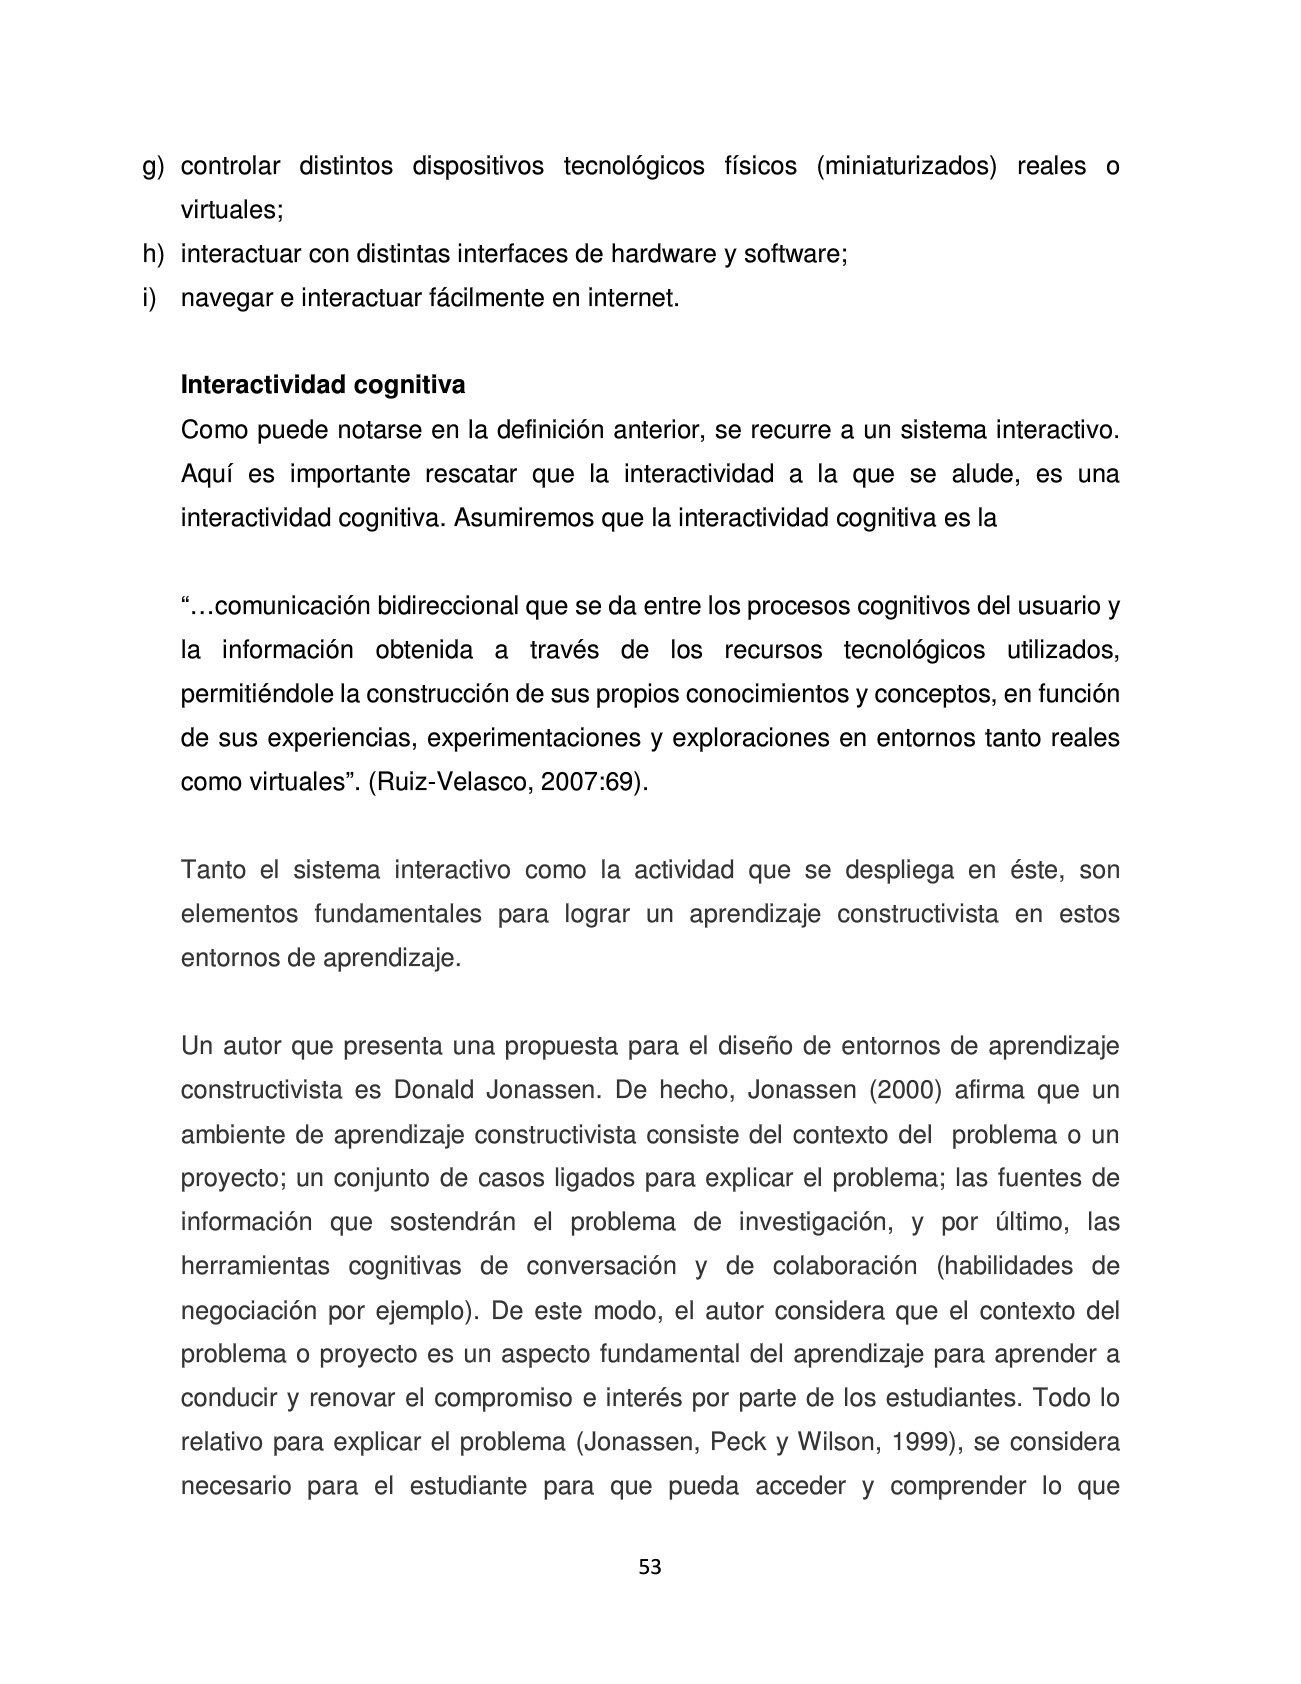 g) controlar distintos dispositivos tecnológicos físicos (miniaturizados) reales o
virtuales;
h) interactuar con distintas interfaces de hardware y software;
i) navegar e interactuar fácilmente en internet.
Interactividad cognitiva
Como puede notarse en la definición anterior, se recurre a un sistema interactivo.
Aquí es importante rescatar que la interactividad a la que se alude, es una
interactividad cognitiva. Asumiremos que la interactividad cognitiva es la
“…comunicación bidireccional que se da entre los procesos cognitivos del usuario y
la información obtenida a través de los recursos tecnológicos utilizados,
permitiéndole la construcción de sus propios conocimientos y conceptos, en función
de sus experiencias, experimentaciones y exploraciones en entornos tanto reales
como virtuales”. (Ruiz-Velasco, 2007:69).
Tanto el sistema interactivo como la actividad que se despliega en éste, son
elementos fundamentales para lograr un aprendizaje constructivista en estos
entornos de aprendizaje.
Un autor que presenta una propuesta para el diseño de entornos de aprendizaje
constructivista es Donald Jonassen. De hecho, Jonassen (2000) afirma que un
ambiente de aprendizaje constructivista consiste del contexto del  problema o un
proyecto; un conjunto de casos ligados para explicar el problema; las fuentes de
información que sostendrán el problema de investigación, y por último, las
herramientas cognitivas de conversación y de colaboración (habilidades de
negociación por ejemplo). De este modo, el autor considera que el contexto del
problema o proyecto es un aspecto fundamental del aprendizaje para aprender a
conducir y renovar el compromiso e interés por parte de los estudiantes. Todo lo
relativo para explicar el problema (Jonassen, Peck y Wilson, 1999), se considera
necesario para el estudiante para que pueda acceder y comprender lo que
53